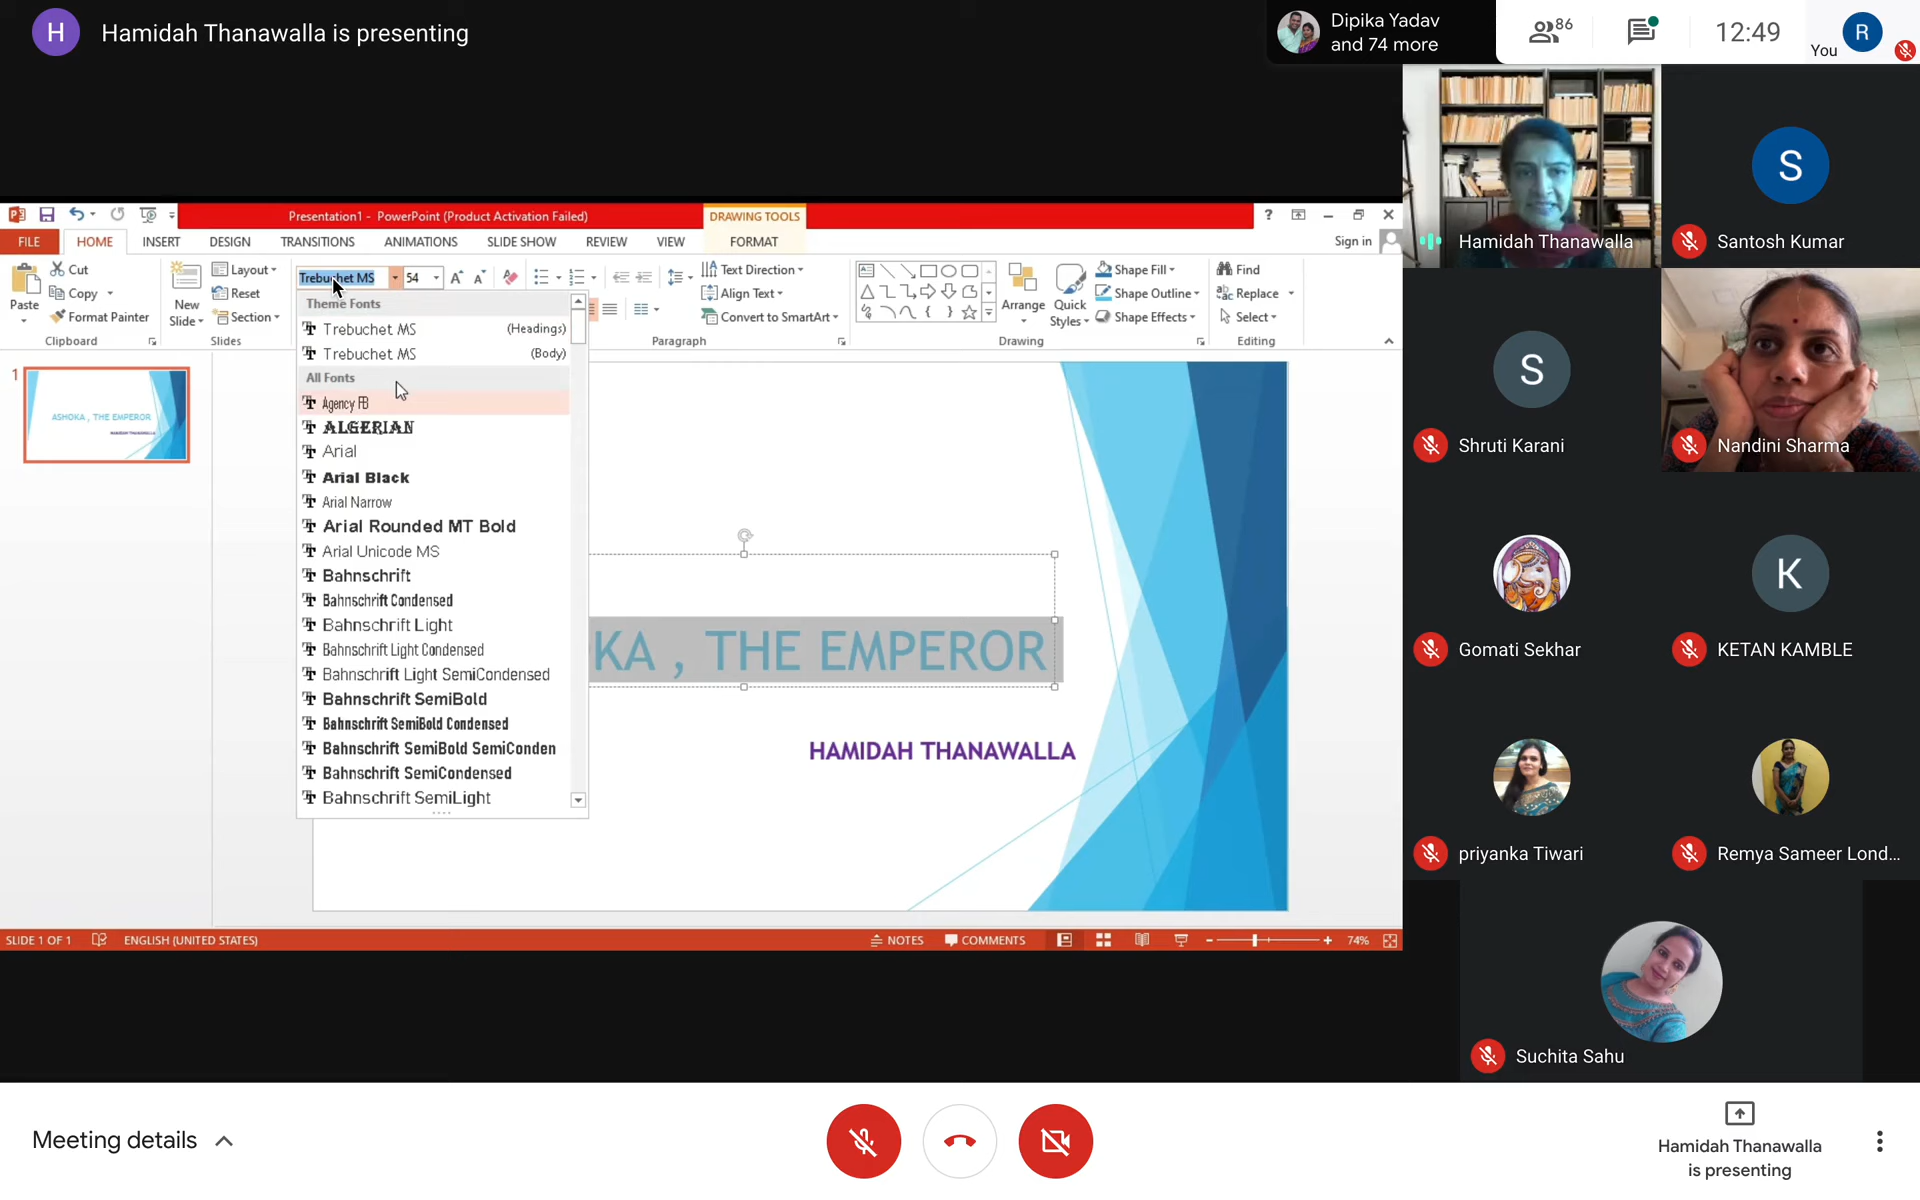 H Hamidah Thanawalla is presenting
Dipika Yadav
and 74 more
86
12:49
You R
Presentation1 - PowerPoint (Product Activation Failed)
DRAWING TOOLS
?
FILE HOME INSERT DESIGN TRANSITIONS ANIMATIONS SLIDE SHOW REVIEW VIEW FORMAT
Sign in
Paste
Cut
Copy
Format Painter
Clipboard
New
Slide
Layout
Reset
Section
Slides
Trebuchet MS 54
Text Direction
Align Text
Convert to SmartArt
Paragraph
Arrange
Quick
Styles
Shape Fill
Shape Outline
Shape Effects
Drawing
Find
Replace
Select
Editing
Theme Fonts
Trebuchet MS (Headings)
Trebuchet MS (Body)
All Fonts
Agency FB
ALGERIAN
Arial
Arial Black
Arial Narrow
Arial Rounded MT Bold
Arial Unicode MS
Bahnschrift
Bahnschrift Condensed
Bahnschrift Light
Bahnschrift Light Condensed
Bahnschrift Light SemiCondensed
Bahnschrift SemiBold
Bahnschrift SemiBold Condensed
Bahnschrift SemiBold SemiConden
Bahnschrift SemiCondensed
Bahnschrift SemiLight
1
ASHOKA , THE EMPEROR
HAMIDAH THANAWALLA
KA , THE EMPEROR
HAMIDAH THANAWALLA
SLIDE 1 OF 1 ENGLISH (UNITED STATES) NOTES COMMENTS 74%
Hamidah Thanawalla
S
Santosh Kumar
S
Shruti Karani
Nandini Sharma
Gomati Sekhar
K
KETAN KAMBLE
priyanka Tiwari
Remya Sameer Lond...
Suchita Sahu
Meeting details
Hamidah Thanawalla
is presenting